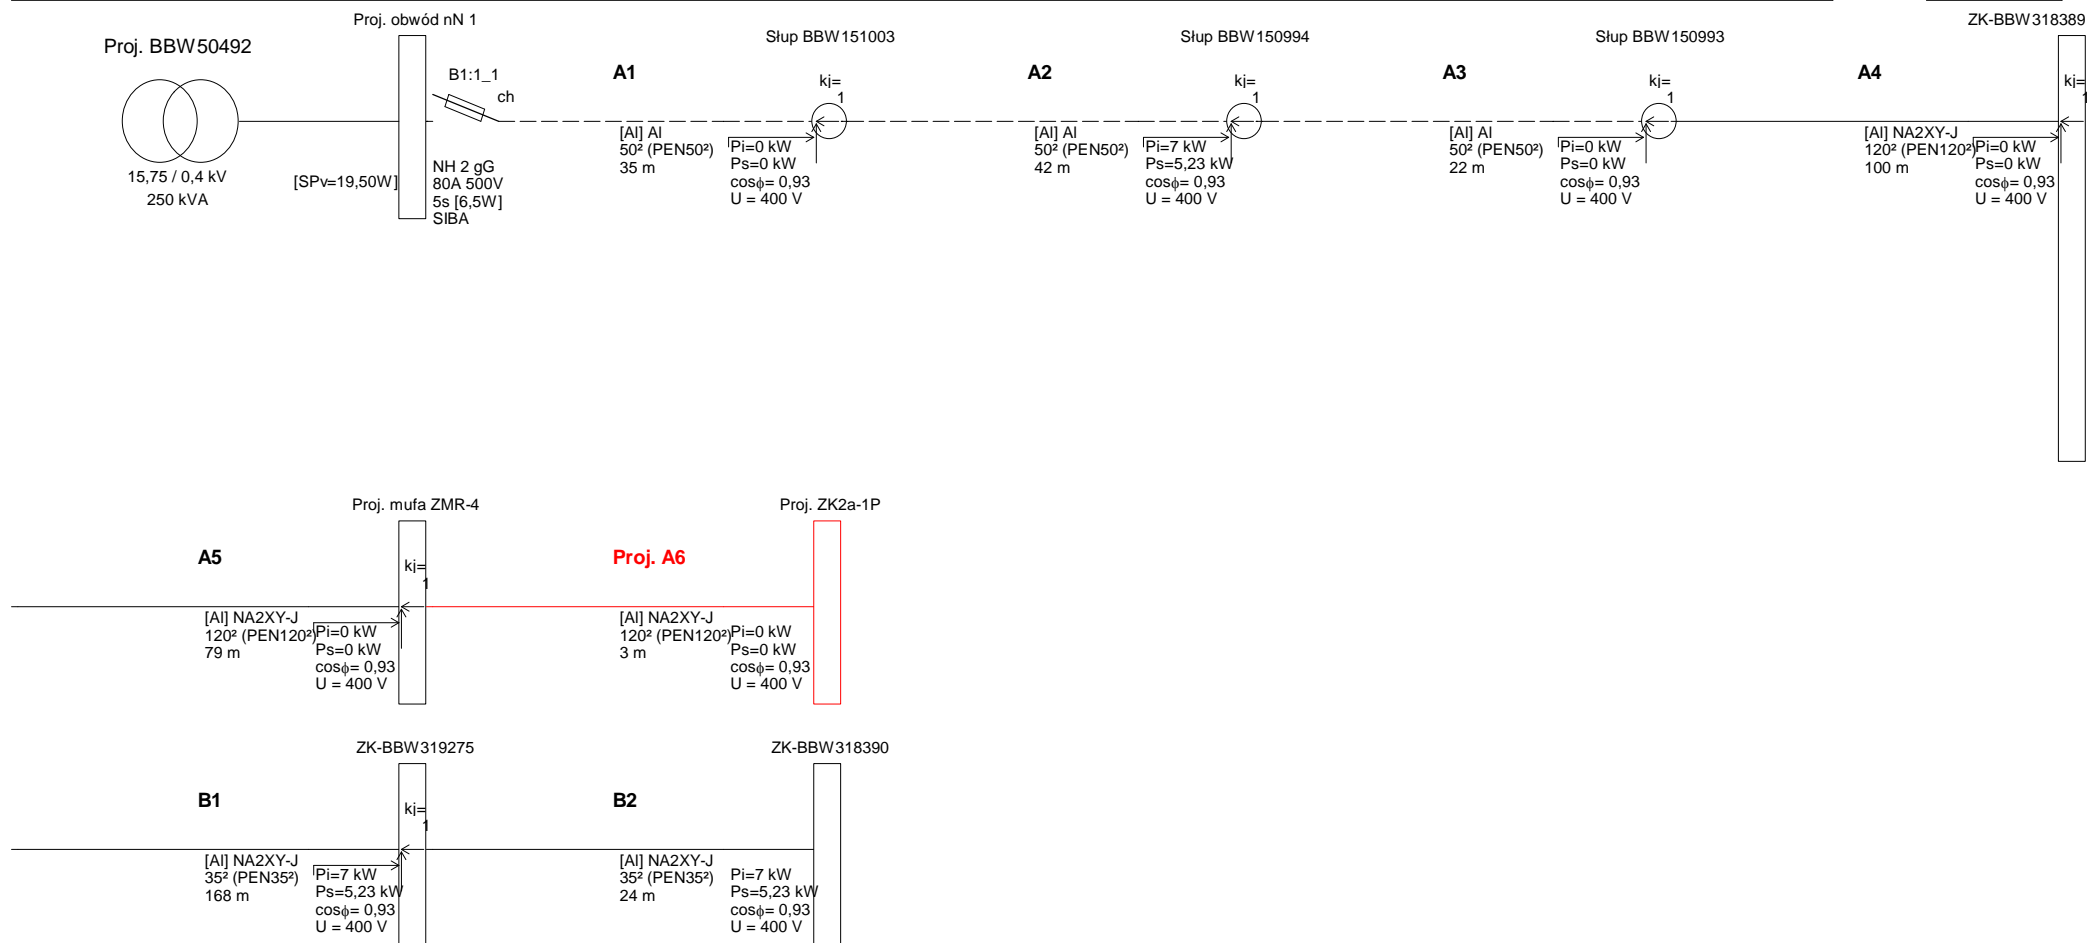 Proj. BBW50492
15,75 / 0,4 kV
250 kVA
Proj. obwód nN 1
[SPv=19,50W]
B1:1_1
ch
NH 2 gG
80A 500V
5s [6,5W]
SIBA
A1
[Al] Al
50² (PEN50²)
35 m
Słup BBW151003
kj=
1
Pi=0 kW
Ps=0 kW
cosϕ= 0,93
U = 400 V
A2
[Al] Al
50² (PEN50²)
42 m
Słup BBW150994
kj=
1
Pi=7 kW
Ps=5,23 kW
cosϕ= 0,93
U = 400 V
A3
[Al] Al
50² (PEN50²)
22 m
Słup BBW150993
kj=
1
Pi=0 kW
Ps=0 kW
cosϕ= 0,93
U = 400 V
A4
[Al] NA2XY-J
120² (PEN120²)
100 m
ZK-BBW318389
kj=
1
Pi=0 kW
Ps=0 kW
cosϕ= 0,93
U = 400 V
A5
[Al] NA2XY-J
120² (PEN120²)
79 m
Proj. mufa ZMR-4
kj=
1
Pi=0 kW
Ps=0 kW
cosϕ= 0,93
U = 400 V
Proj. A6
[Al] NA2XY-J
120² (PEN120²)
3 m
Proj. ZK2a-1P
Pi=0 kW
Ps=0 kW
cosϕ= 0,93
U = 400 V
B1
[Al] NA2XY-J
35² (PEN35²)
168 m
ZK-BBW319275
kj=
1
Pi=7 kW
Ps=5,23 kW
cosϕ= 0,93
U = 400 V
B2
[Al] NA2XY-J
35² (PEN35²)
24 m
ZK-BBW318390
Pi=7 kW
Ps=5,23 kW
cosϕ= 0,93
U = 400 V